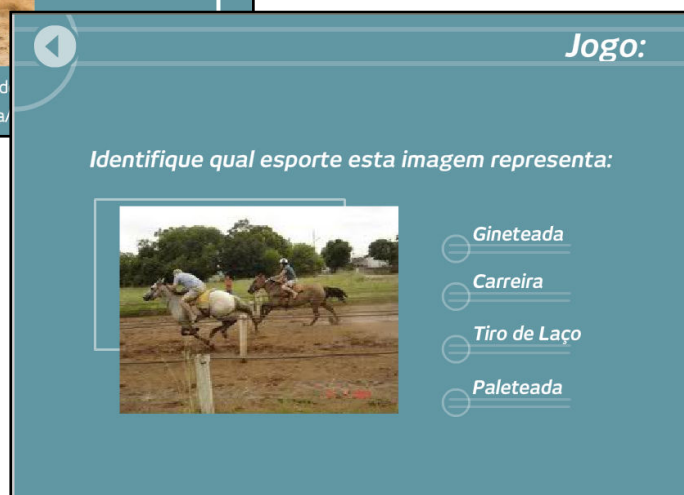 Jogo:
Identifique qual esporte esta imagem representa:
Gineteada
Carreira
Tiro de Laço
Paleteada